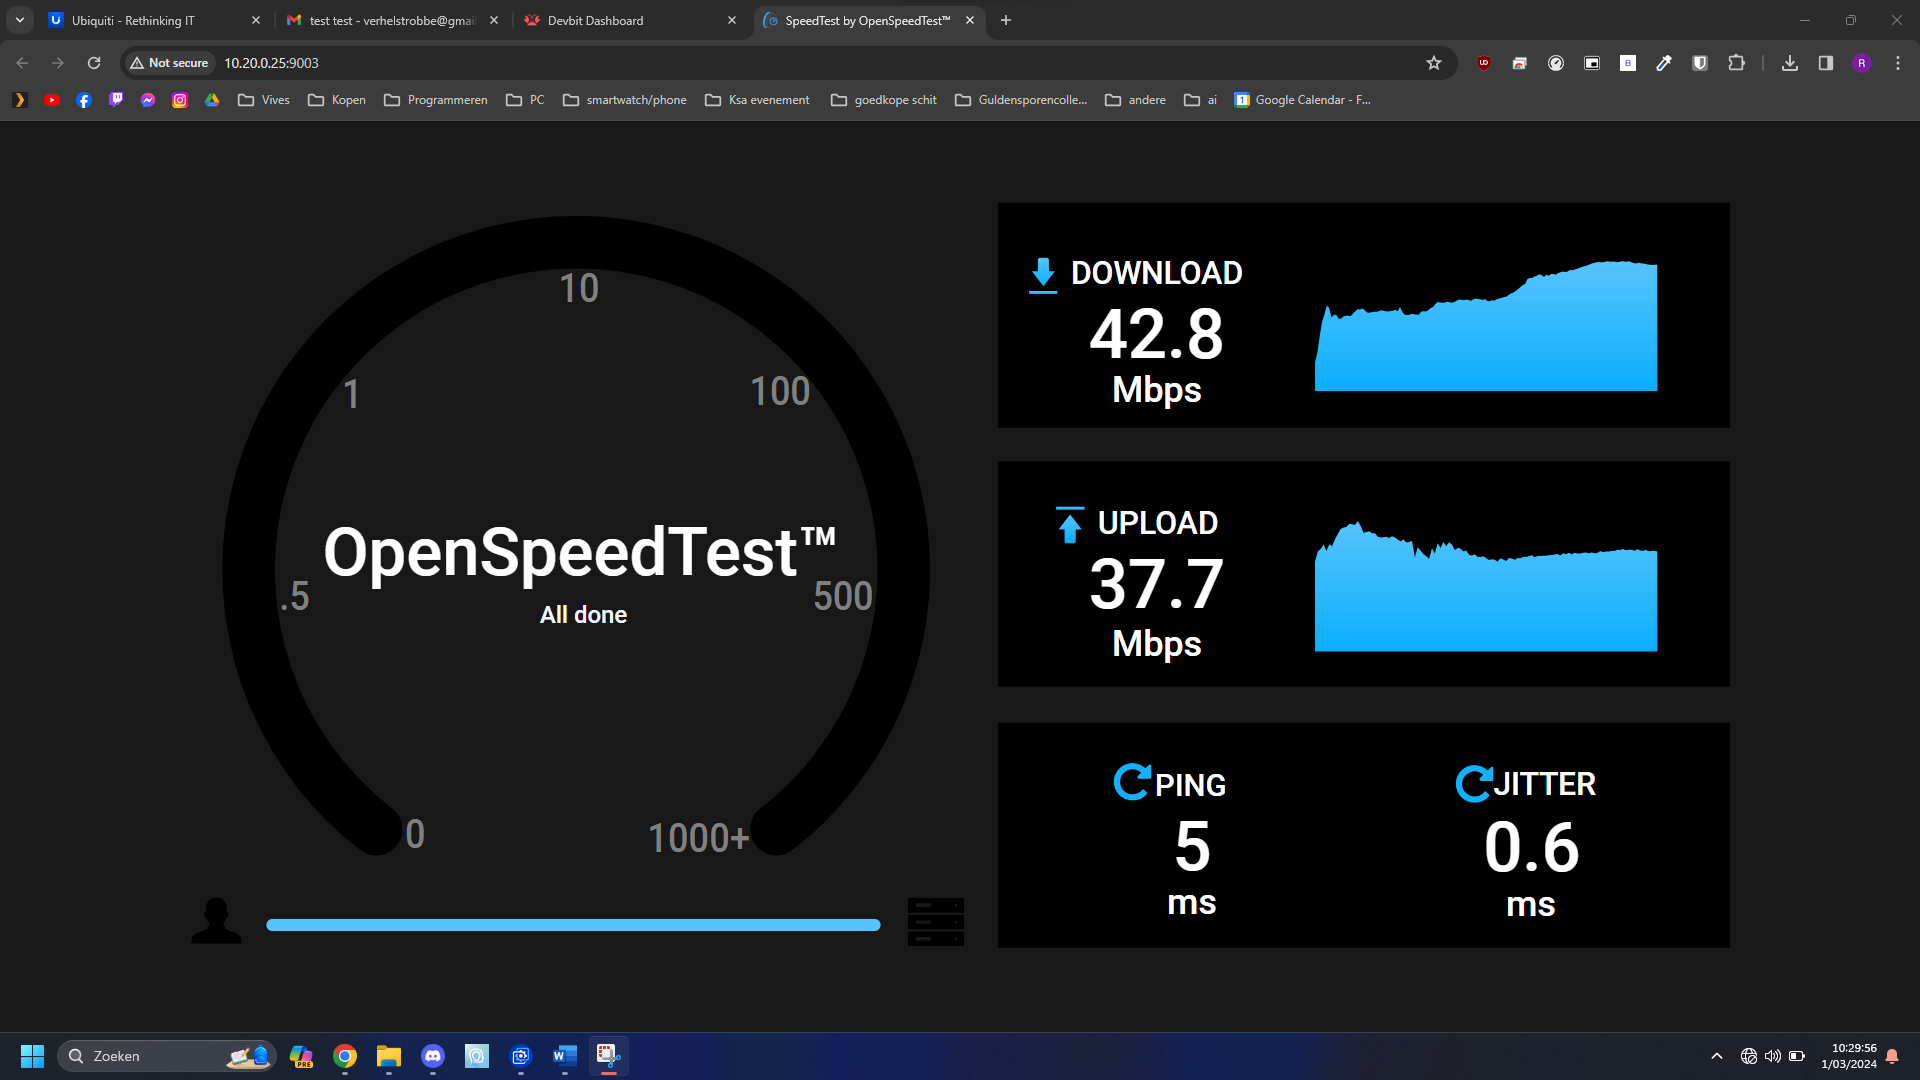 Ubiquiti - Rethinking IT
test test - verhelstrobbe@gmai
Devbit Dashboard
SpeedTest by OpenSpeedTest™
Not secure
10.20.0.25:9003
Vives
Kopen
Programmeren
PC
smartwatch/phone
Ksa evenement
goedkope schit
Guldensporencolle...
andere
ai
Google Calendar - F...
10
1
100
.5
500
0
1000+
OpenSpeedTest™
All done
DOWNLOAD
42.8
Mbps
UPLOAD
37.7
Mbps
PING
5
ms
JITTER
0.6
ms
Zoeken
PRE
10:29:56
1/03/2024